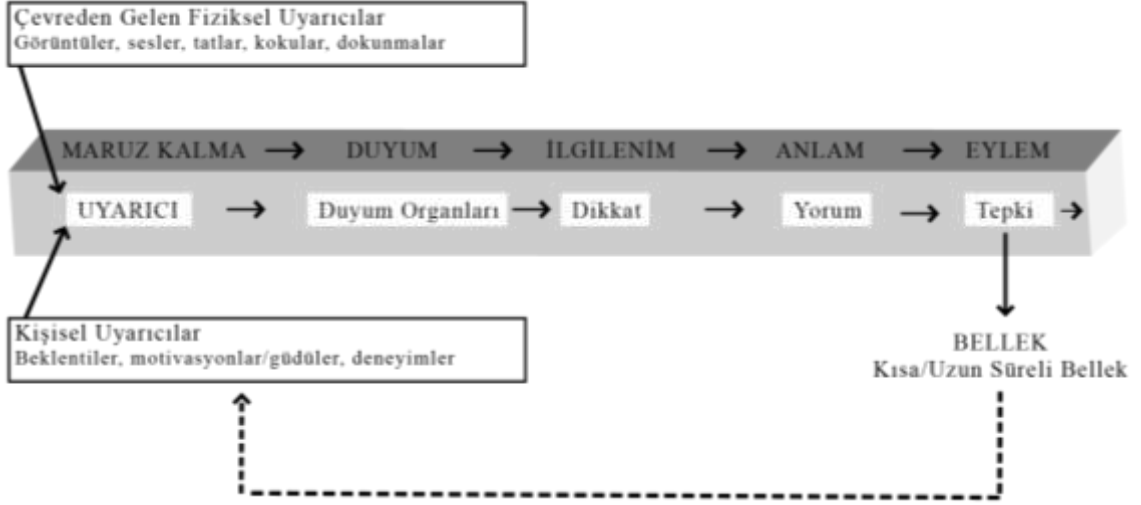 Çevreden Gelen Fiziksel Uyarıcılar
Görüntüler, sesler, tatlar, kokular, dokunmalar
MARUZ KALMA → DUYUM → İLGİLENİM → ANLAM → EYLEM
UYARICI → Duyum Organları → Dikkat → Yorum → Tepki →
Kişisel Uyarıcılar
Beklentiler, motivasyonlar/güdüler, deneyimler
BELLEK
Kısa/Uzun Süreli Bellek